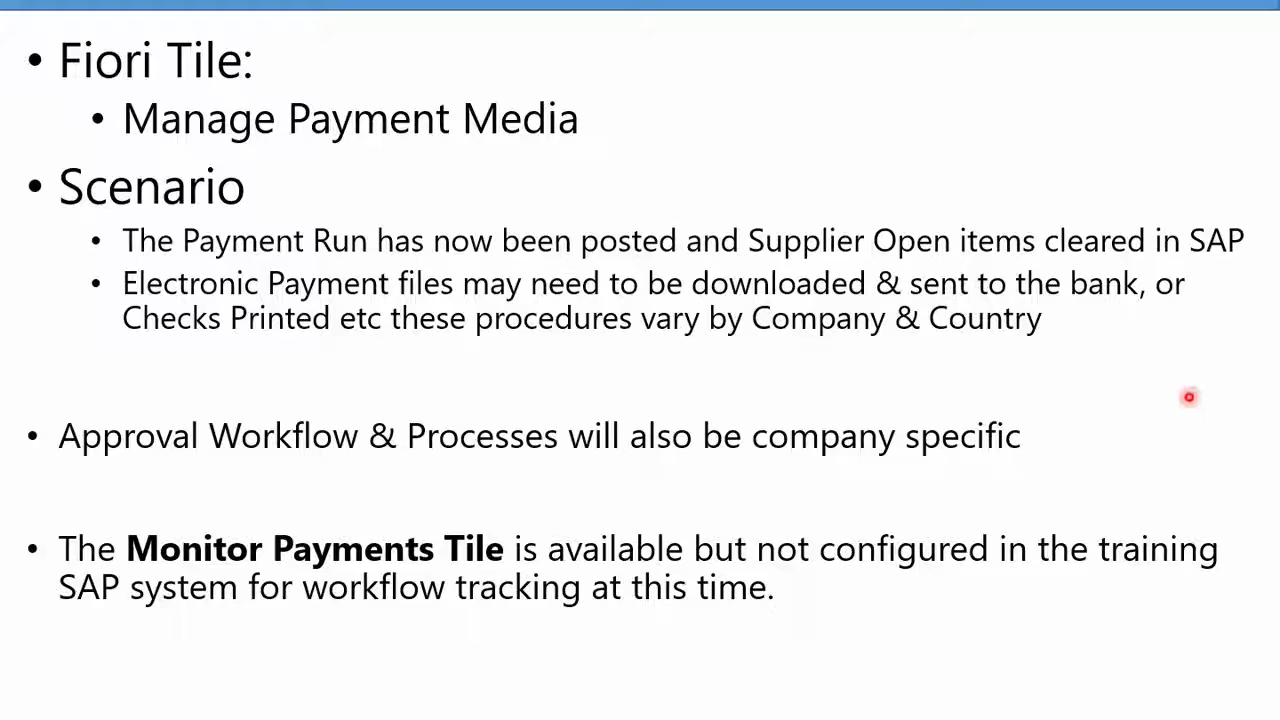 • Fiori Tile:
• Manage Payment Media
• Scenario
• The Payment Run has now been posted and Supplier Open items cleared in SAP
• Electronic Payment files may need to be downloaded & sent to the bank, or
Checks Printed etc these procedures vary by Company & Country
• Approval Workflow & Processes will also be company specific
• The Monitor Payments Tile is available but not configured in the training
SAP system for workflow tracking at this time.